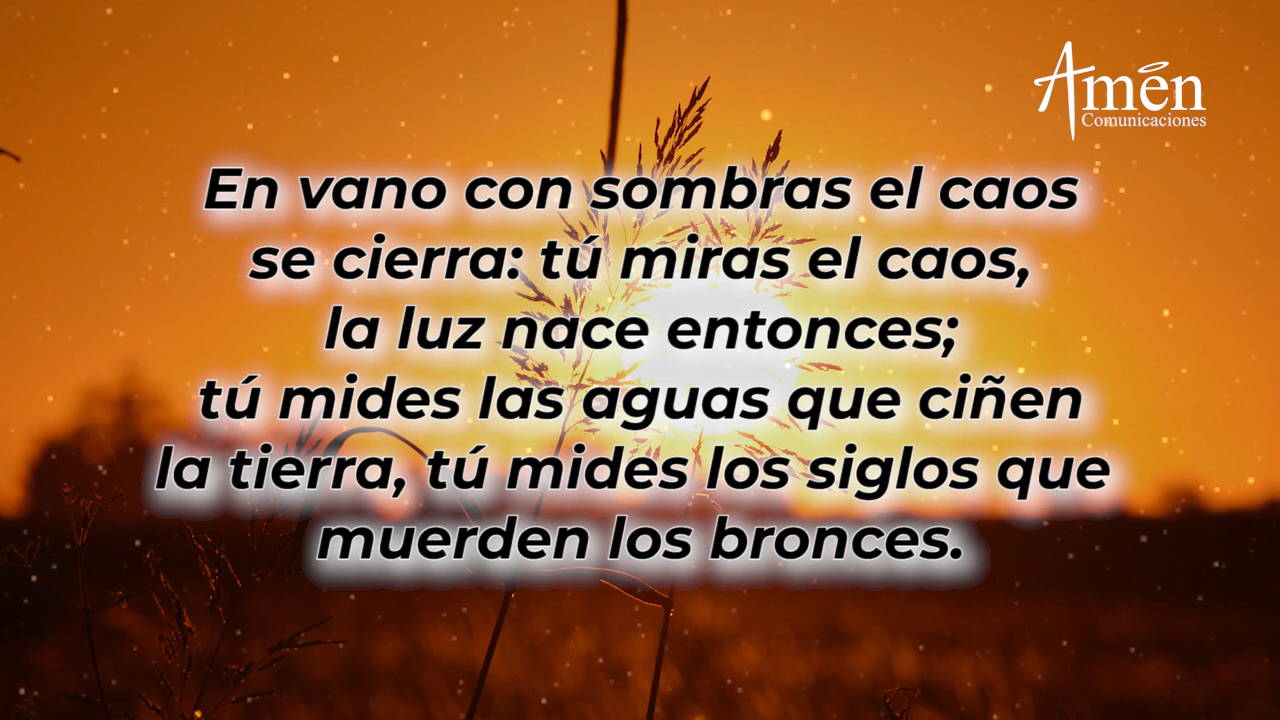 Amén
Comunicaciones
En vano con sombras el caos
se cierra: tú miras el caos,
la luz nace entonces;
tú mides las aguas que ciñen
la tierra, tú mides los siglos que
muerden los bronces.